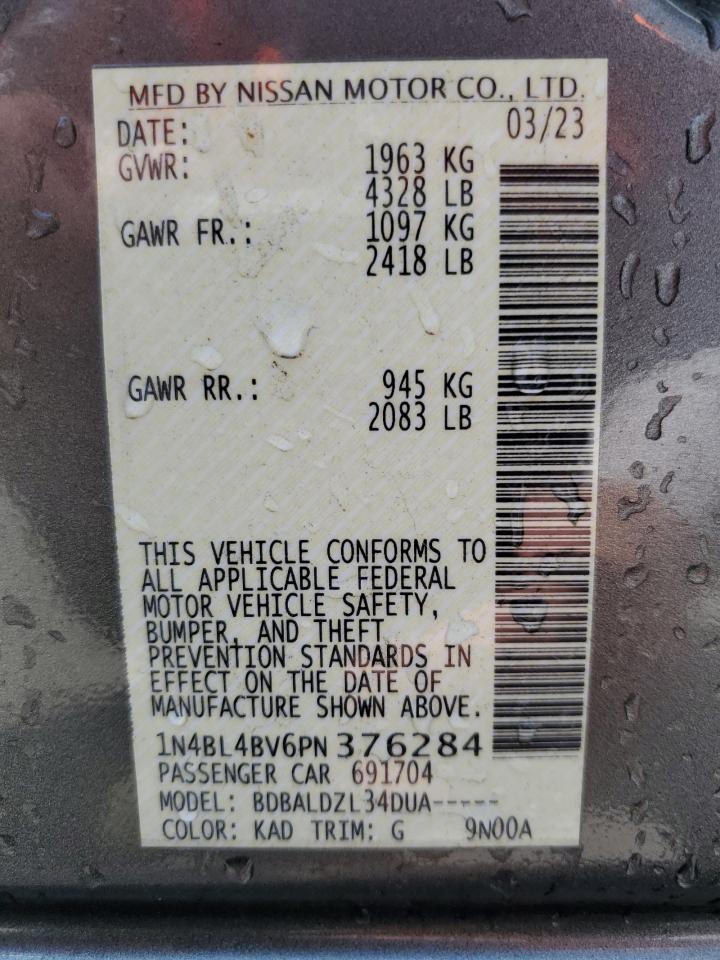 MFD BY NISSAN MOTOR CO., LTD.
DATE: 03/23
GVWR: 1963 KG
4328 LB
GAWR FR.: 1097 KG
2418 LB
GAWR RR.: 945 KG
2083 LB
THIS VEHICLE CONFORMS TO
ALL APPLICABLE FEDERAL
MOTOR VEHICLE SAFETY,
BUMPER, AND THEFT
PREVENTION STANDARDS IN
EFFECT ON THE DATE OF
MANUFACTURE SHOWN ABOVE.
1N4BL4BV6PN376284
PASSENGER CAR 691704
MODEL: BDBALDZL34DUA-----
COLOR: KAD TRIM: G 9N00A